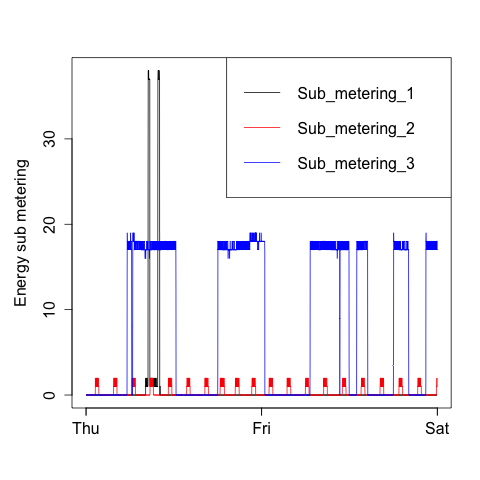 Sub_metering_1
Sub_metering_2
Sub_metering_3
Energy sub metering
30
20
10
0
Thu Fri Sat